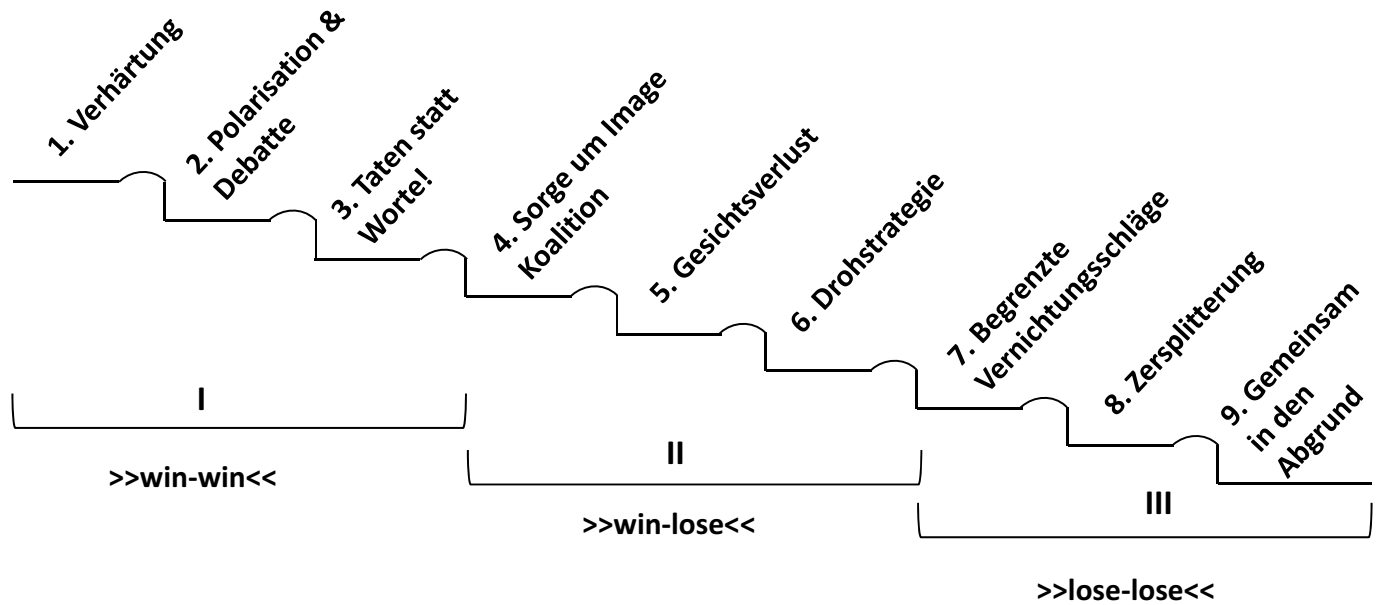 1. Verhärtung
2. Polarisation &
Debatte
3. Taten statt
Worte!
4. Sorge um Image
Koalition
5. Gesichtsverlust
6. Drohstrategie
7. Begrenzte
Vernichtungsschläge
8. Zersplitterung
9. Gemeinsam
in den
Abgrund
I
>>win-win<<
II
>>win-lose<<
III
>>lose-lose<<